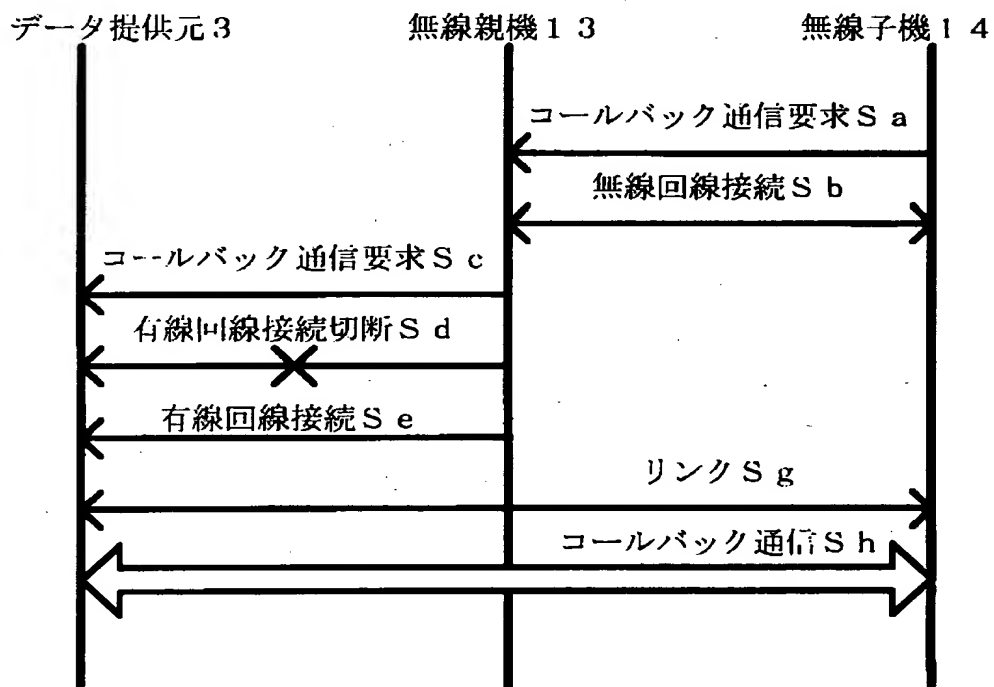 データ提供元3
無線親機13
無線子機14
コールバック通信要求Sa
無線回線接続Sb
コールバック通信要求Sc
有線回線接続切断Sd
有線回線接続Se
リンクSg
コールバック通信Sh